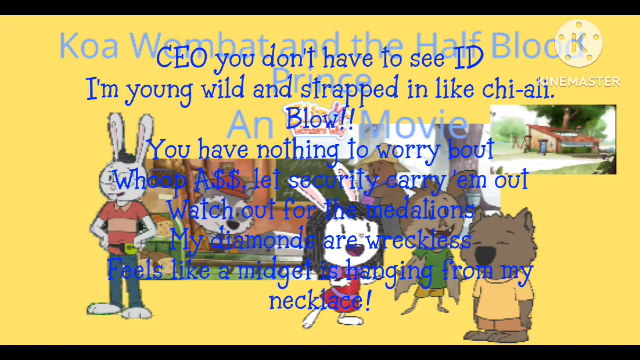 Koa Wombat and the Half Blood
Prince
An Movie
KINEMASTER
CEO you don't have to see ID
I'm young wild and strapped in like chi-ali.
Blow!!
You have nothing to worry bout
Whoop A$$, let security carry 'em out
Watch out for the medalions
My diamonds are wreckless
Feels like a midget is hanging from my
necklace!